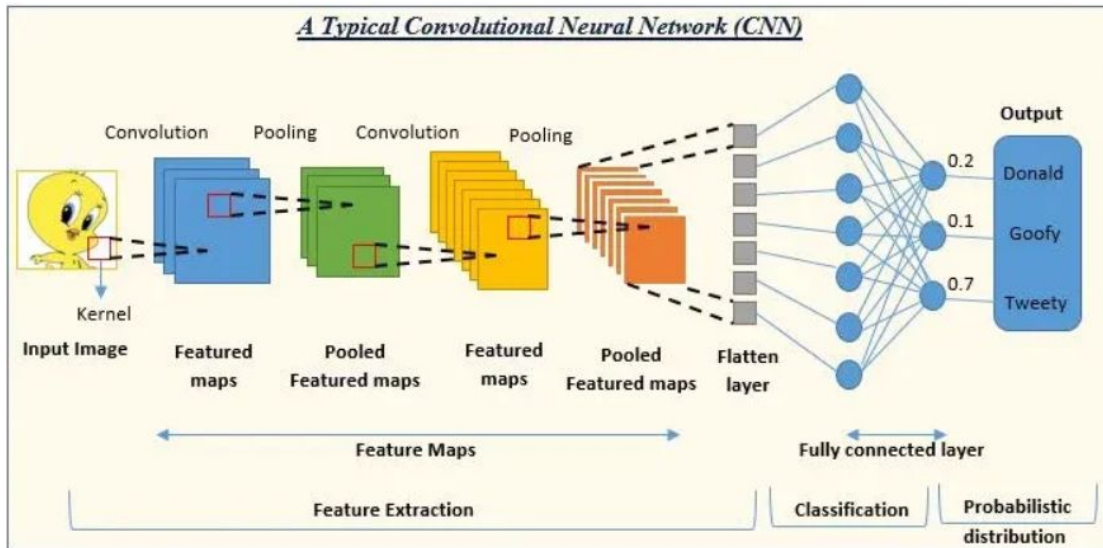 A Typical Convolutional Neural Network (CNN)
Convolution
Pooling
Convolution
Pooling
Output
0.2
Donald
0.1
Goofy
0.7
Tweety
Kernel
Input Image
Featured
maps
Pooled
Featured maps
Featured
maps
Pooled
Featured maps
Flatten
layer
Feature Maps
Fully connected layer
Feature Extraction
Classification
Probabilistic
distribution